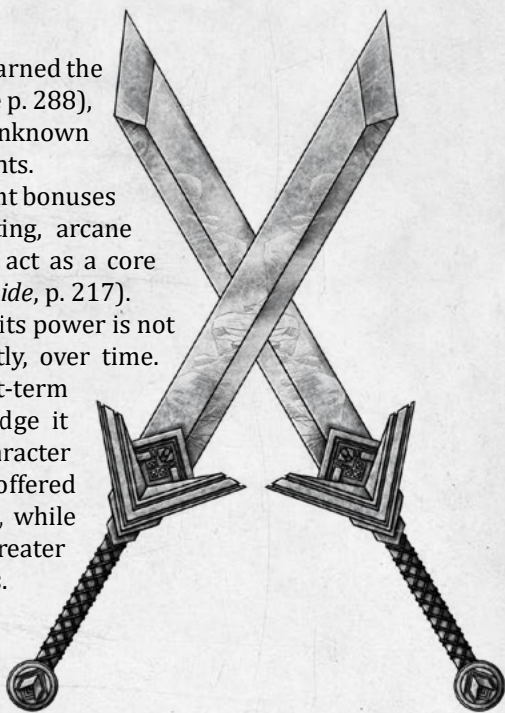 arned the
p. 288),
nknown
nts.
nt bonuses
ting, arcane
act as a core
ide, p. 217).
its power is not
tly, over time.
t-term
dge it
aracter
offered
, while
reater
s.